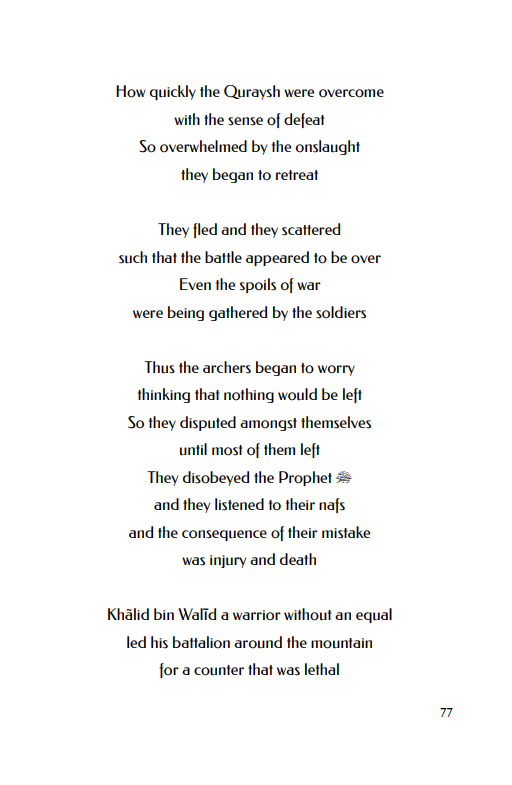 How quickly the Quraysh were overcome
with the sense of defeat
So overwhelmed by the onslaught
they began to retreat
They fled and they scattered
such that the battle appeared to be over
Even the spoils of war
were being gathered by the soldiers
Thus the archers began to worry
thinking that nothing would be left
So they disputed amongst themselves
until most of them left
They disobeyed the Prophet ﷺ
and they listened to their nafs
and the consequence of their mistake
was injury and death
Khãlid bin Walīd a warrior without an equal
led his battalion around the mountain
for a counter that was lethal
77